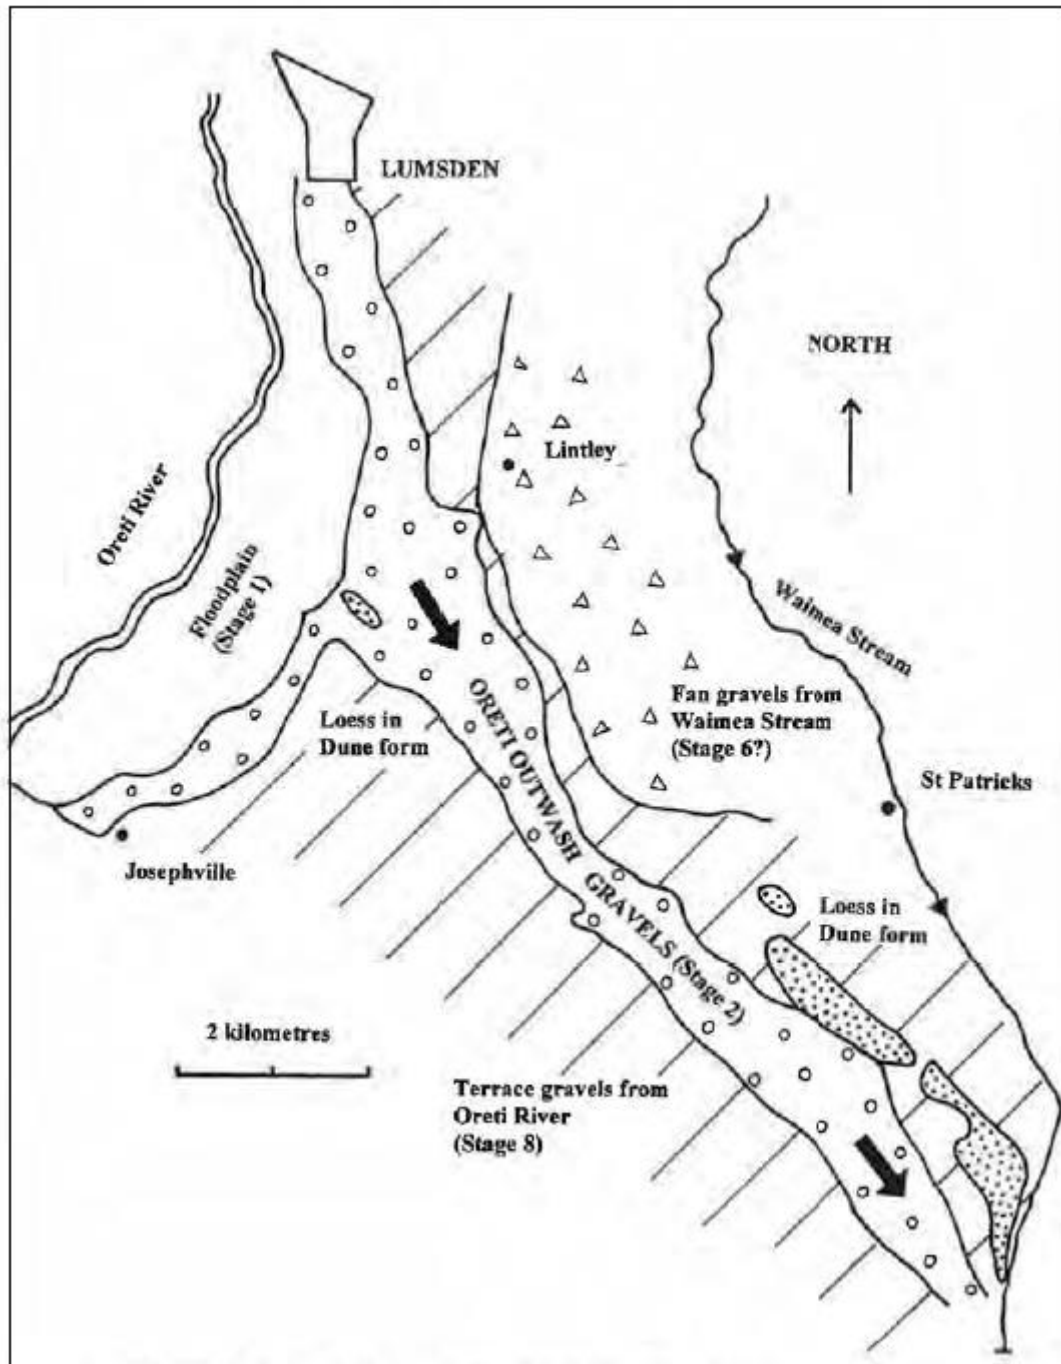 LUMSDEN
NORTH
Lintley
Oreti River
Floodplain
(Stage 1)
Waimea Stream
Loess in
Dune form
ORETI OUTWASH GRAVELS (Stage 2)
Fan gravels from
Waimea Stream
(Stage 6?)
St Patricks
Josephville
Loess in
Dune form
2 kilometres
Terrace gravels from
Oreti River
(Stage 8)